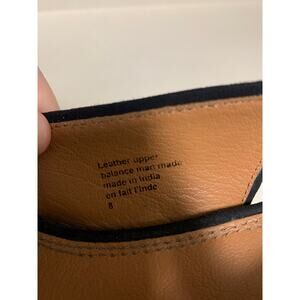 Leather upper
balance man made
made in India
en fait l'Inde
8